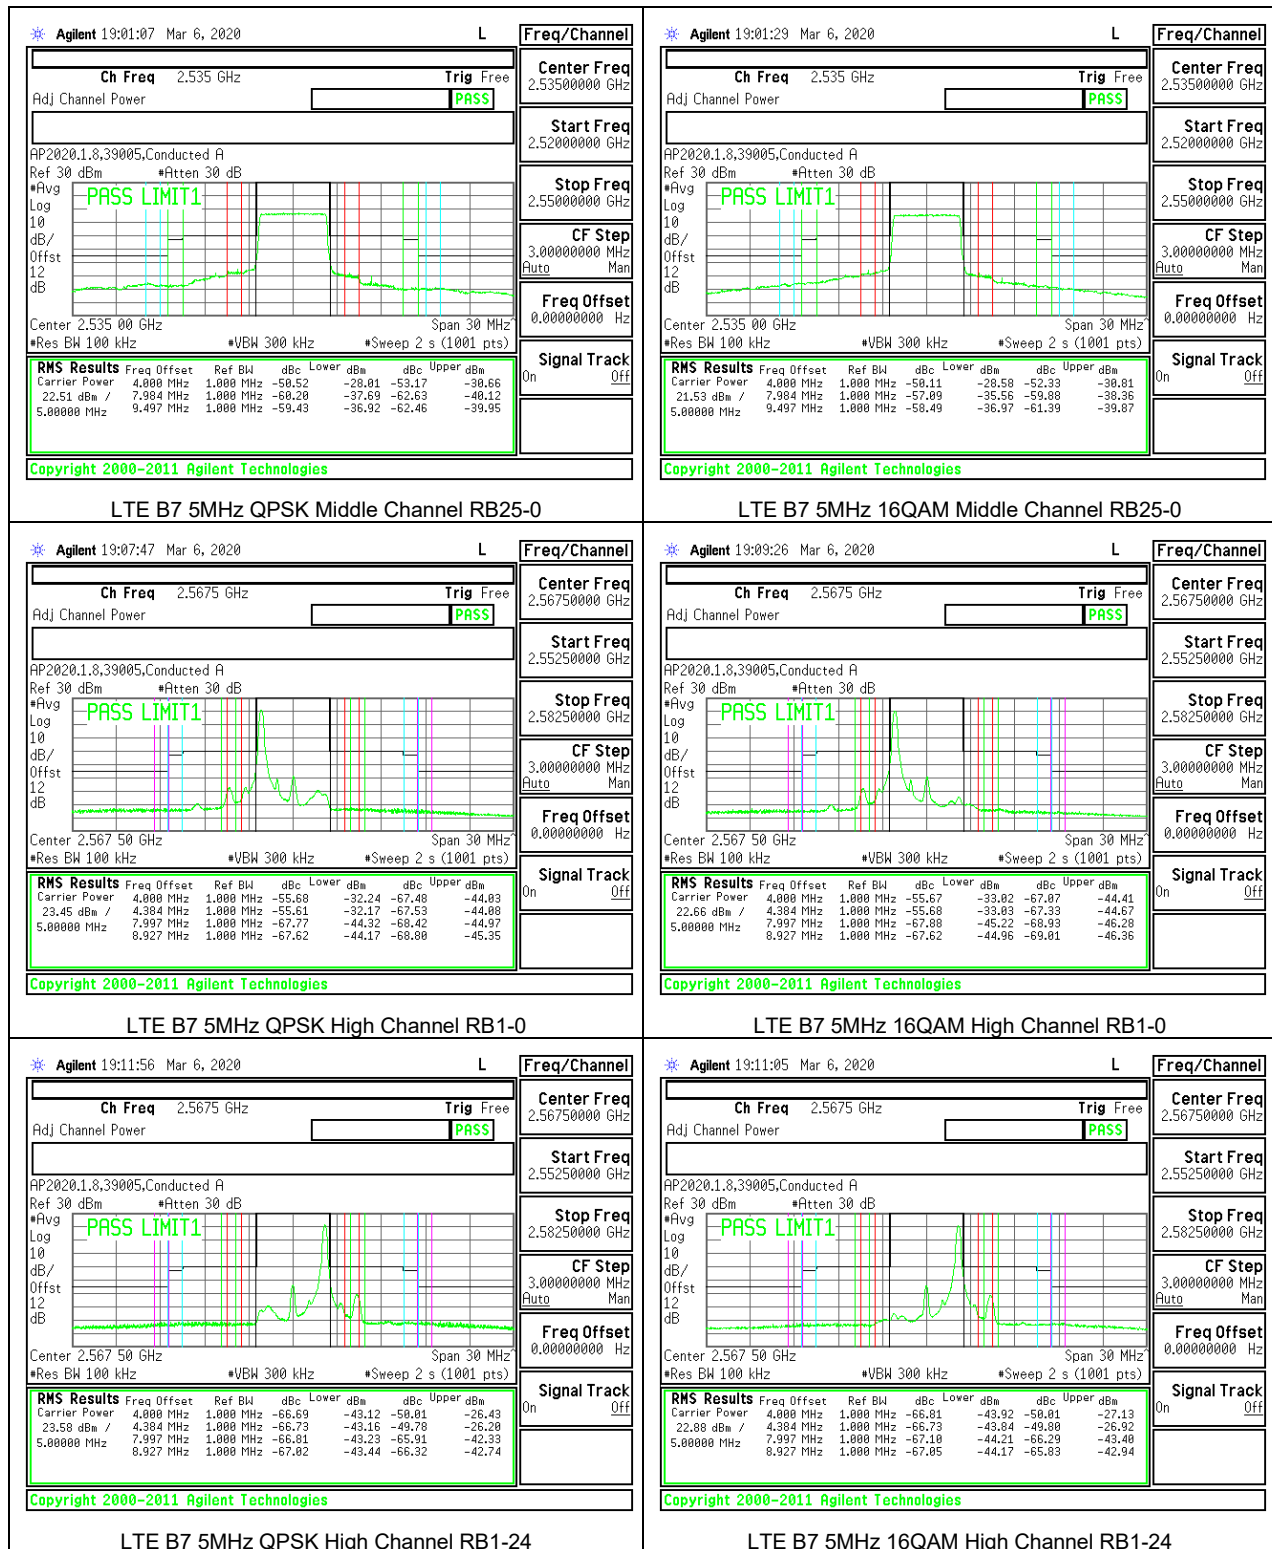 Agilent 19:01:07 Mar 6, 2020 L
Freq/Channel
Ch Freq 2.535 GHz Trig Free
Adj Channel Power PASS
AP2020.1.8,39005,Conducted A
Ref 30 dBm #Atten 30 dB
#Avg
Log
10
dB/
Offst
12
dB
PASS LIMIT1
Center 2.535 00 GHz Span 30 MHz^
#Res BW 100 kHz #VBW 300 kHz #Sweep 2 s (1001 pts)
RMS Results Freq Offset Ref BW dBc Lower dBm dBc Upper dBm
Carrier Power 4.000 MHz 1.000 MHz -50.52 -28.01 -53.17 -30.66
22.51 dBm / 7.984 MHz 1.000 MHz -60.20 -37.69 -62.63 -40.12
5.00000 MHz 9.497 MHz 1.000 MHz -59.43 -36.92 -62.46 -39.95
Copyright 2000-2011 Agilent Technologies
Center Freq
2.53500000 GHz
Start Freq
2.52000000 GHz
Stop Freq
2.55000000 GHz
CF Step
3.00000000 MHz
Auto Man
Freq Offset
0.00000000 Hz
Signal Track
On Off
LTE B7 5MHz QPSK Middle Channel RB25-0
Agilent 19:01:29 Mar 6, 2020 L
Freq/Channel
Ch Freq 2.535 GHz Trig Free
Adj Channel Power PASS
AP2020.1.8,39005,Conducted A
Ref 30 dBm #Atten 30 dB
#Avg
Log
10
dB/
Offst
12
dB
PASS LIMIT1
Center 2.535 00 GHz Span 30 MHz^
#Res BW 100 kHz #VBW 300 kHz #Sweep 2 s (1001 pts)
RMS Results Freq Offset Ref BW dBc Lower dBm dBc Upper dBm
Carrier Power 4.000 MHz 1.000 MHz -50.11 -28.58 -52.33 -30.81
21.53 dBm / 7.984 MHz 1.000 MHz -57.09 -35.56 -59.88 -38.36
5.00000 MHz 9.497 MHz 1.000 MHz -58.49 -36.97 -61.39 -39.87
Copyright 2000-2011 Agilent Technologies
Center Freq
2.53500000 GHz
Start Freq
2.52000000 GHz
Stop Freq
2.55000000 GHz
CF Step
3.00000000 MHz
Auto Man
Freq Offset
0.00000000 Hz
Signal Track
On Off
LTE B7 5MHz 16QAM Middle Channel RB25-0
Agilent 19:07:47 Mar 6, 2020 L
Freq/Channel
Ch Freq 2.5675 GHz Trig Free
Adj Channel Power PASS
AP2020.1.8,39005,Conducted A
Ref 30 dBm #Atten 30 dB
#Avg
Log
10
dB/
Offst
12
dB
PASS LIMIT1
Center 2.567 50 GHz Span 30 MHz^
#Res BW 100 kHz #VBW 300 kHz #Sweep 2 s (1001 pts)
RMS Results Freq Offset Ref BW dBc Lower dBm dBc Upper dBm
Carrier Power 4.000 MHz 1.000 MHz -55.68 -32.24 -67.48 -44.03
23.45 dBm / 4.384 MHz 1.000 MHz -55.61 -32.17 -67.53 -44.08
5.00000 MHz 7.997 MHz 1.000 MHz -67.77 -44.32 -68.42 -44.97
8.927 MHz 1.000 MHz -67.62 -44.17 -68.80 -45.35
Copyright 2000-2011 Agilent Technologies
Center Freq
2.56750000 GHz
Start Freq
2.55250000 GHz
Stop Freq
2.58250000 GHz
CF Step
3.00000000 MHz
Auto Man
Freq Offset
0.00000000 Hz
Signal Track
On Off
LTE B7 5MHz QPSK High Channel RB1-0
Agilent 19:09:26 Mar 6, 2020 L
Freq/Channel
Ch Freq 2.5675 GHz Trig Free
Adj Channel Power PASS
AP2020.1.8,39005,Conducted A
Ref 30 dBm #Atten 30 dB
#Avg
Log
10
dB/
Offst
12
dB
PASS LIMIT1
Center 2.567 50 GHz Span 30 MHz^
#Res BW 100 kHz #VBW 300 kHz #Sweep 2 s (1001 pts)
RMS Results Freq Offset Ref BW dBc Lower dBm dBc Upper dBm
Carrier Power 4.000 MHz 1.000 MHz -55.67 -33.02 -67.07 -44.41
22.66 dBm / 4.384 MHz 1.000 MHz -55.68 -33.03 -67.33 -44.67
5.00000 MHz 7.997 MHz 1.000 MHz -67.88 -45.22 -68.93 -46.28
8.927 MHz 1.000 MHz -67.62 -44.96 -69.01 -46.36
Copyright 2000-2011 Agilent Technologies
Center Freq
2.56750000 GHz
Start Freq
2.55250000 GHz
Stop Freq
2.58250000 GHz
CF Step
3.00000000 MHz
Auto Man
Freq Offset
0.00000000 Hz
Signal Track
On Off
LTE B7 5MHz 16QAM High Channel RB1-0
Agilent 19:11:56 Mar 6, 2020 L
Freq/Channel
Ch Freq 2.5675 GHz Trig Free
Adj Channel Power PASS
AP2020.1.8,39005,Conducted A
Ref 30 dBm #Atten 30 dB
#Avg
Log
10
dB/
Offst
12
dB
PASS LIMIT1
Center 2.567 50 GHz Span 30 MHz^
#Res BW 100 kHz #VBW 300 kHz #Sweep 2 s (1001 pts)
RMS Results Freq Offset Ref BW dBc Lower dBm dBc Upper dBm
Carrier Power 4.000 MHz 1.000 MHz -66.69 -43.12 -50.01 -26.43
23.58 dBm / 4.384 MHz 1.000 MHz -66.73 -43.16 -49.78 -26.20
5.00000 MHz 7.997 MHz 1.000 MHz -66.81 -43.23 -65.91 -42.33
8.927 MHz 1.000 MHz -67.02 -43.44 -66.32 -42.74
Copyright 2000-2011 Agilent Technologies
Center Freq
2.56750000 GHz
Start Freq
2.55250000 GHz
Stop Freq
2.58250000 GHz
CF Step
3.00000000 MHz
Auto Man
Freq Offset
0.00000000 Hz
Signal Track
On Off
LTE B7 5MHz QPSK High Channel RB1-24
Agilent 19:11:05 Mar 6, 2020 L
Freq/Channel
Ch Freq 2.5675 GHz Trig Free
Adj Channel Power PASS
AP2020.1.8,39005,Conducted A
Ref 30 dBm #Atten 30 dB
#Avg
Log
10
dB/
Offst
12
dB
PASS LIMIT1
Center 2.567 50 GHz Span 30 MHz^
#Res BW 100 kHz #VBW 300 kHz #Sweep 2 s (1001 pts)
RMS Results Freq Offset Ref BW dBc Lower dBm dBc Upper dBm
Carrier Power 4.000 MHz 1.000 MHz -66.81 -43.92 -50.01 -27.13
22.88 dBm / 4.384 MHz 1.000 MHz -66.73 -43.84 -49.80 -26.92
5.00000 MHz 7.997 MHz 1.000 MHz -67.10 -44.21 -66.29 -43.40
8.927 MHz 1.000 MHz -67.05 -44.17 -65.83 -42.94
Copyright 2000-2011 Agilent Technologies
Center Freq
2.56750000 GHz
Start Freq
2.55250000 GHz
Stop Freq
2.58250000 GHz
CF Step
3.00000000 MHz
Auto Man
Freq Offset
0.00000000 Hz
Signal Track
On Off
LTE B7 5MHz 16QAM High Channel RB1-24